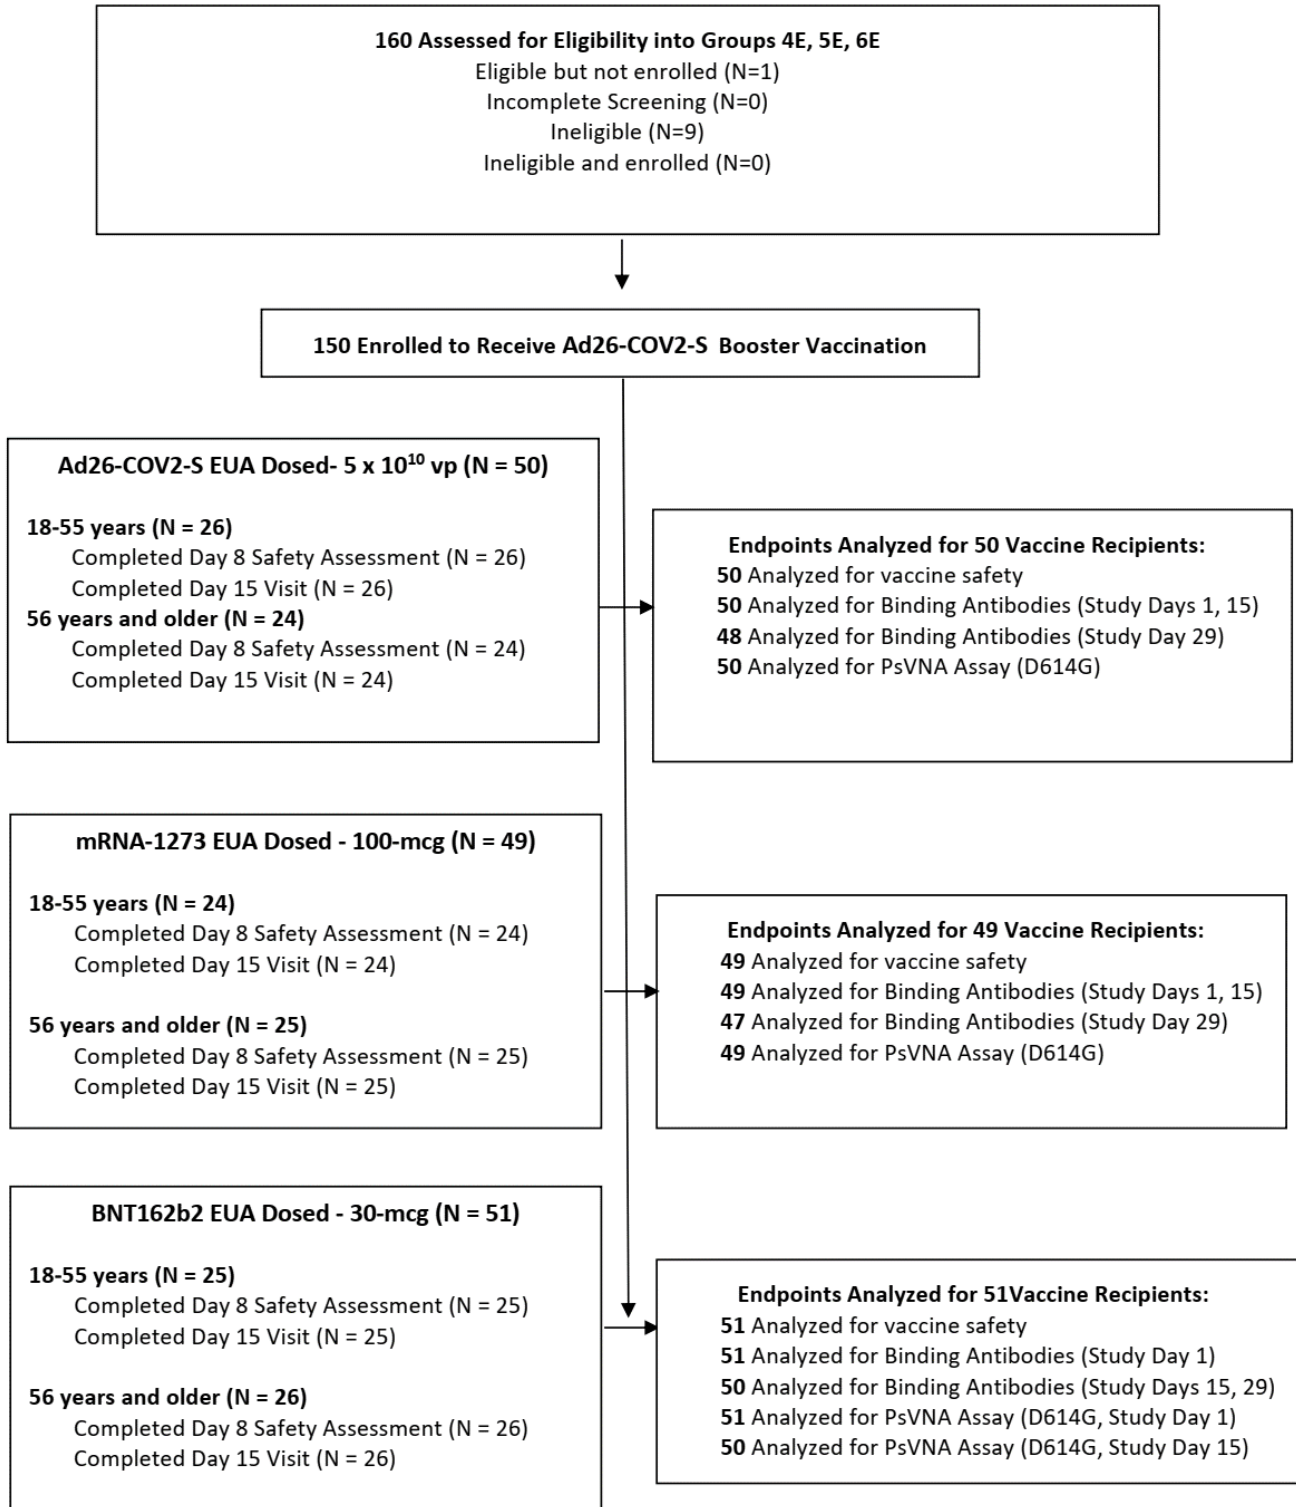 160 Assessed for Eligibility into Groups 4E, 5E, 6E
Eligible but not enrolled (N=1)
Incomplete Screening (N=0)
Ineligible (N=9)
Ineligible and enrolled (N=0)
150 Enrolled to Receive Ad26-COV2-S Booster Vaccination
Ad26-COV2-S EUA Dosed- 5 x 10¹⁰ vp (N = 50)
18-55 years (N = 26)
Completed Day 8 Safety Assessment (N = 26)
Completed Day 15 Visit (N = 26)
56 years and older (N = 24)
Completed Day 8 Safety Assessment (N = 24)
Completed Day 15 Visit (N = 24)
Endpoints Analyzed for 50 Vaccine Recipients:
50 Analyzed for vaccine safety
50 Analyzed for Binding Antibodies (Study Days 1, 15)
48 Analyzed for Binding Antibodies (Study Day 29)
50 Analyzed for PsVNA Assay (D614G)
mRNA-1273 EUA Dosed - 100-mcg (N = 49)
18-55 years (N = 24)
Completed Day 8 Safety Assessment (N = 24)
Completed Day 15 Visit (N = 24)
56 years and older (N = 25)
Completed Day 8 Safety Assessment (N = 25)
Completed Day 15 Visit (N = 25)
Endpoints Analyzed for 49 Vaccine Recipients:
49 Analyzed for vaccine safety
49 Analyzed for Binding Antibodies (Study Days 1, 15)
47 Analyzed for Binding Antibodies (Study Day 29)
49 Analyzed for PsVNA Assay (D614G)
BNT162b2 EUA Dosed - 30-mcg (N = 51)
18-55 years (N = 25)
Completed Day 8 Safety Assessment (N = 25)
Completed Day 15 Visit (N = 25)
56 years and older (N = 26)
Completed Day 8 Safety Assessment (N = 26)
Completed Day 15 Visit (N = 26)
Endpoints Analyzed for 51Vaccine Recipients:
51 Analyzed for vaccine safety
51 Analyzed for Binding Antibodies (Study Day 1)
50 Analyzed for Binding Antibodies (Study Days 15, 29)
51 Analyzed for PsVNA Assay (D614G, Study Day 1)
50 Analyzed for PsVNA Assay (D614G, Study Day 15)